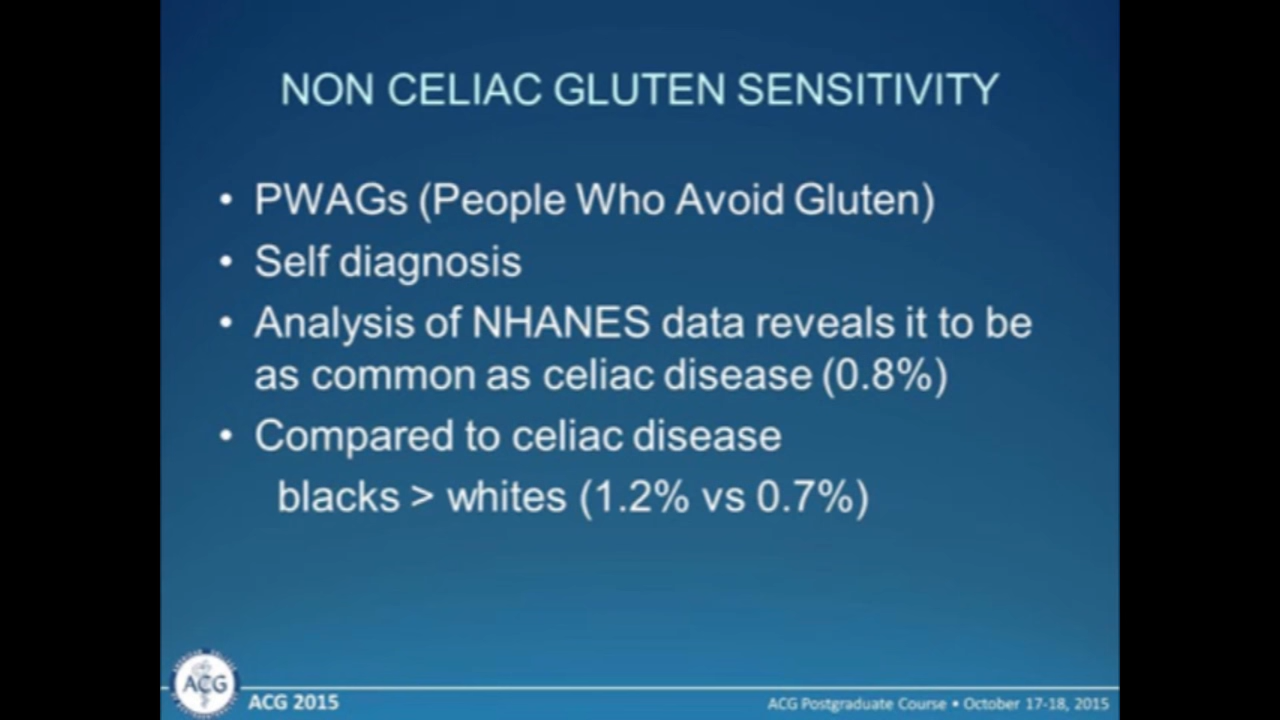 NON CELIAC GLUTEN SENSITIVITY
• PWAGs (People Who Avoid Gluten)
• Self diagnosis
• Analysis of NHANES data reveals it to be
as common as celiac disease (0.8%)
• Compared to celiac disease
blacks > whites (1.2% vs 0.7%)
ACG
ACG 2015
ACG Postgraduate Course • October 17-18, 2015